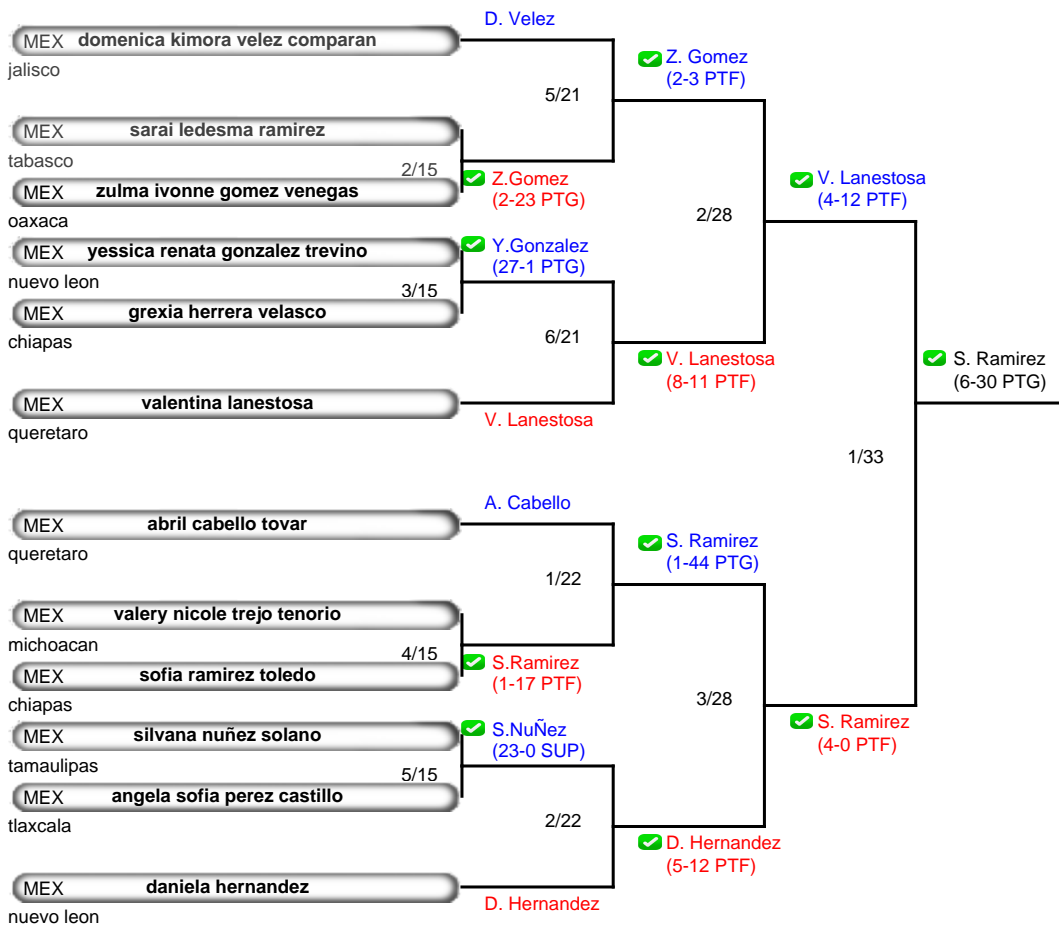 D. Velez
MEX domenica kimora velez comparan
jalisco
Z. Gomez
(2-3 PTF)
5/21
MEX sarai ledesma ramirez
tabasco
2/15
Z.Gomez
(2-23 PTG)
MEX zulma ivonne gomez venegas
oaxaca
V. Lanestosa
(4-12 PTF)
2/28
MEX yessica renata gonzalez trevino
nuevo leon
Y.Gonzalez
(27-1 PTG)
3/15
MEX grexia herrera velasco
chiapas
6/21
V. Lanestosa
(8-11 PTF)
S. Ramirez
(6-30 PTG)
MEX valentina lanestosa
queretaro
V. Lanestosa
1/33
A. Cabello
MEX abril cabello tovar
queretaro
S. Ramirez
(1-44 PTG)
1/22
MEX valery nicole trejo tenorio
michoacan
4/15
S.Ramirez
(1-17 PTF)
MEX sofia ramirez toledo
chiapas
3/28
S. Ramirez
(4-0 PTF)
MEX silvana nuñez solano
tamaulipas
S.NuÑez
(23-0 SUP)
5/15
MEX angela sofia perez castillo
tlaxcala
2/22
D. Hernandez
(5-12 PTF)
MEX daniela hernandez
nuevo leon
D. Hernandez